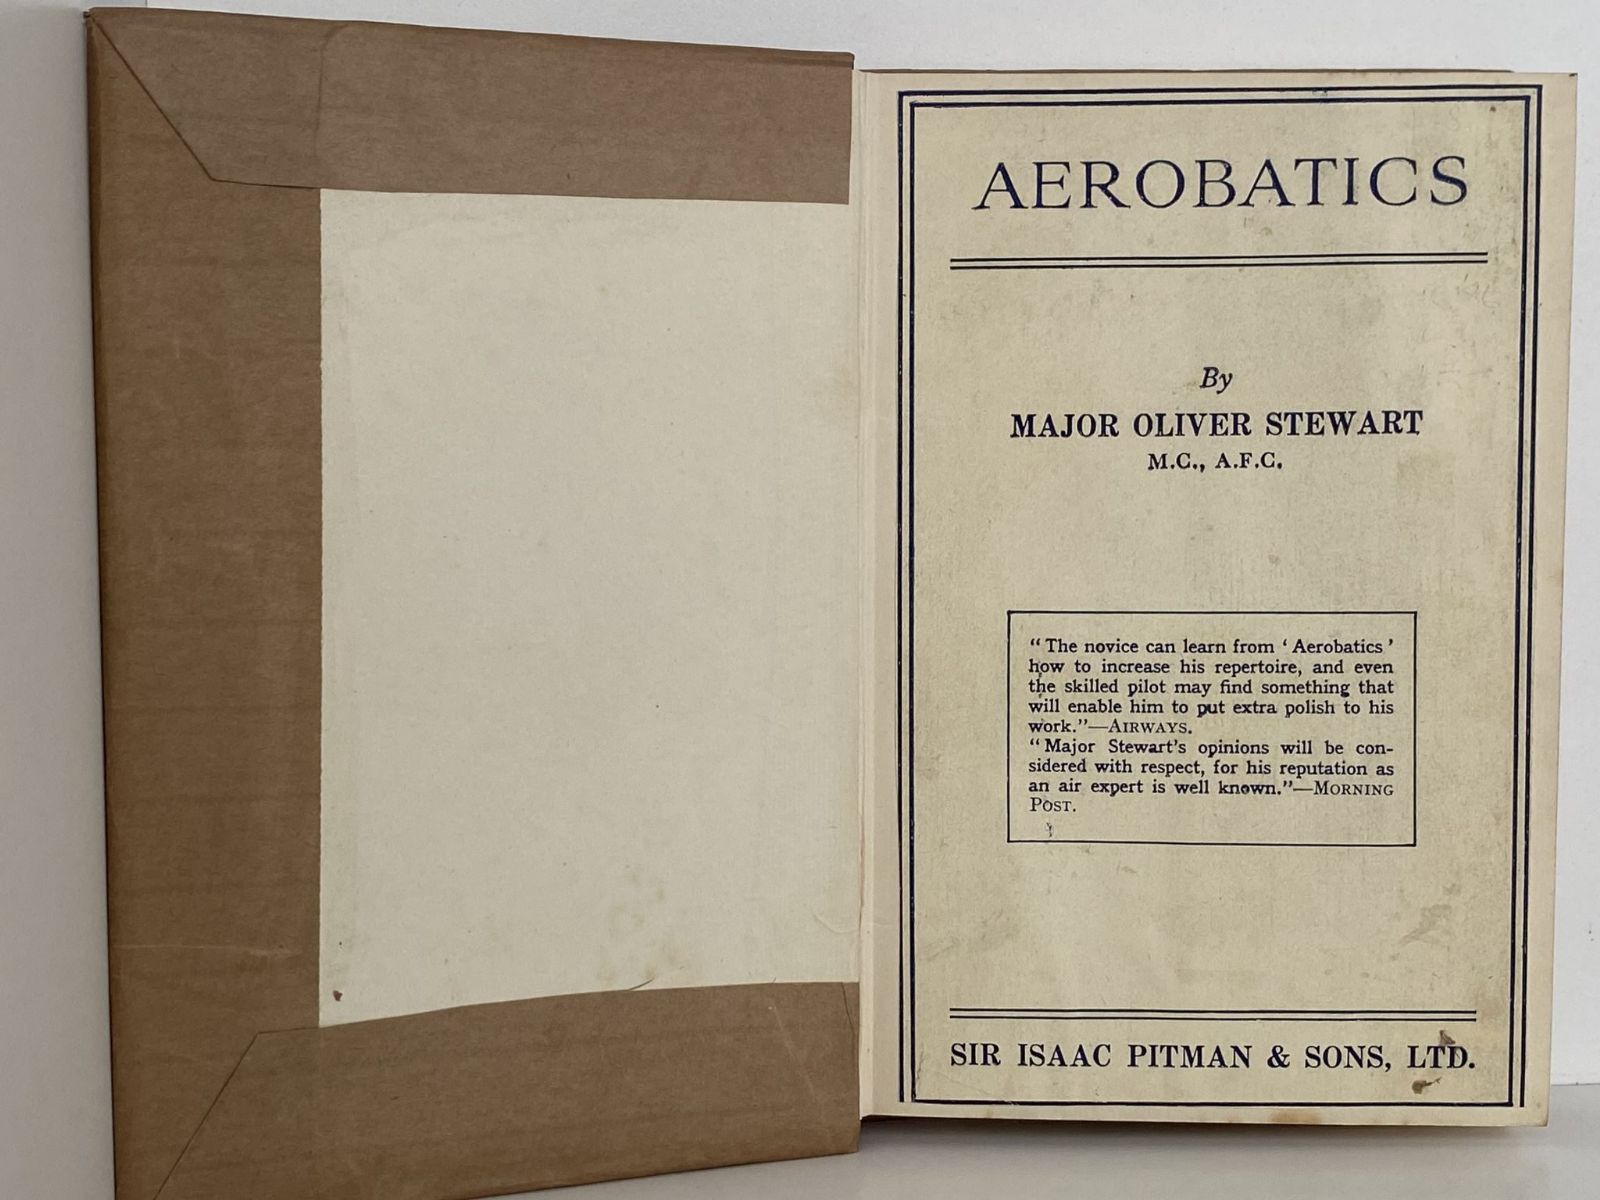 AEROBATICS
By
MAJOR OLIVER STEWART
M.C., A.F.C.
“The novice can learn from ‘Aerobatics’
how to increase his repertoire, and even
the skilled pilot may find something that
will enable him to put extra polish to his
work.”—AIRWAYS.
“Major Stewart's opinions will be con-
sidered with respect, for his reputation as
an air expert is well known.”—MORNING
POST.
SIR ISAAC PITMAN & SONS, LTD.